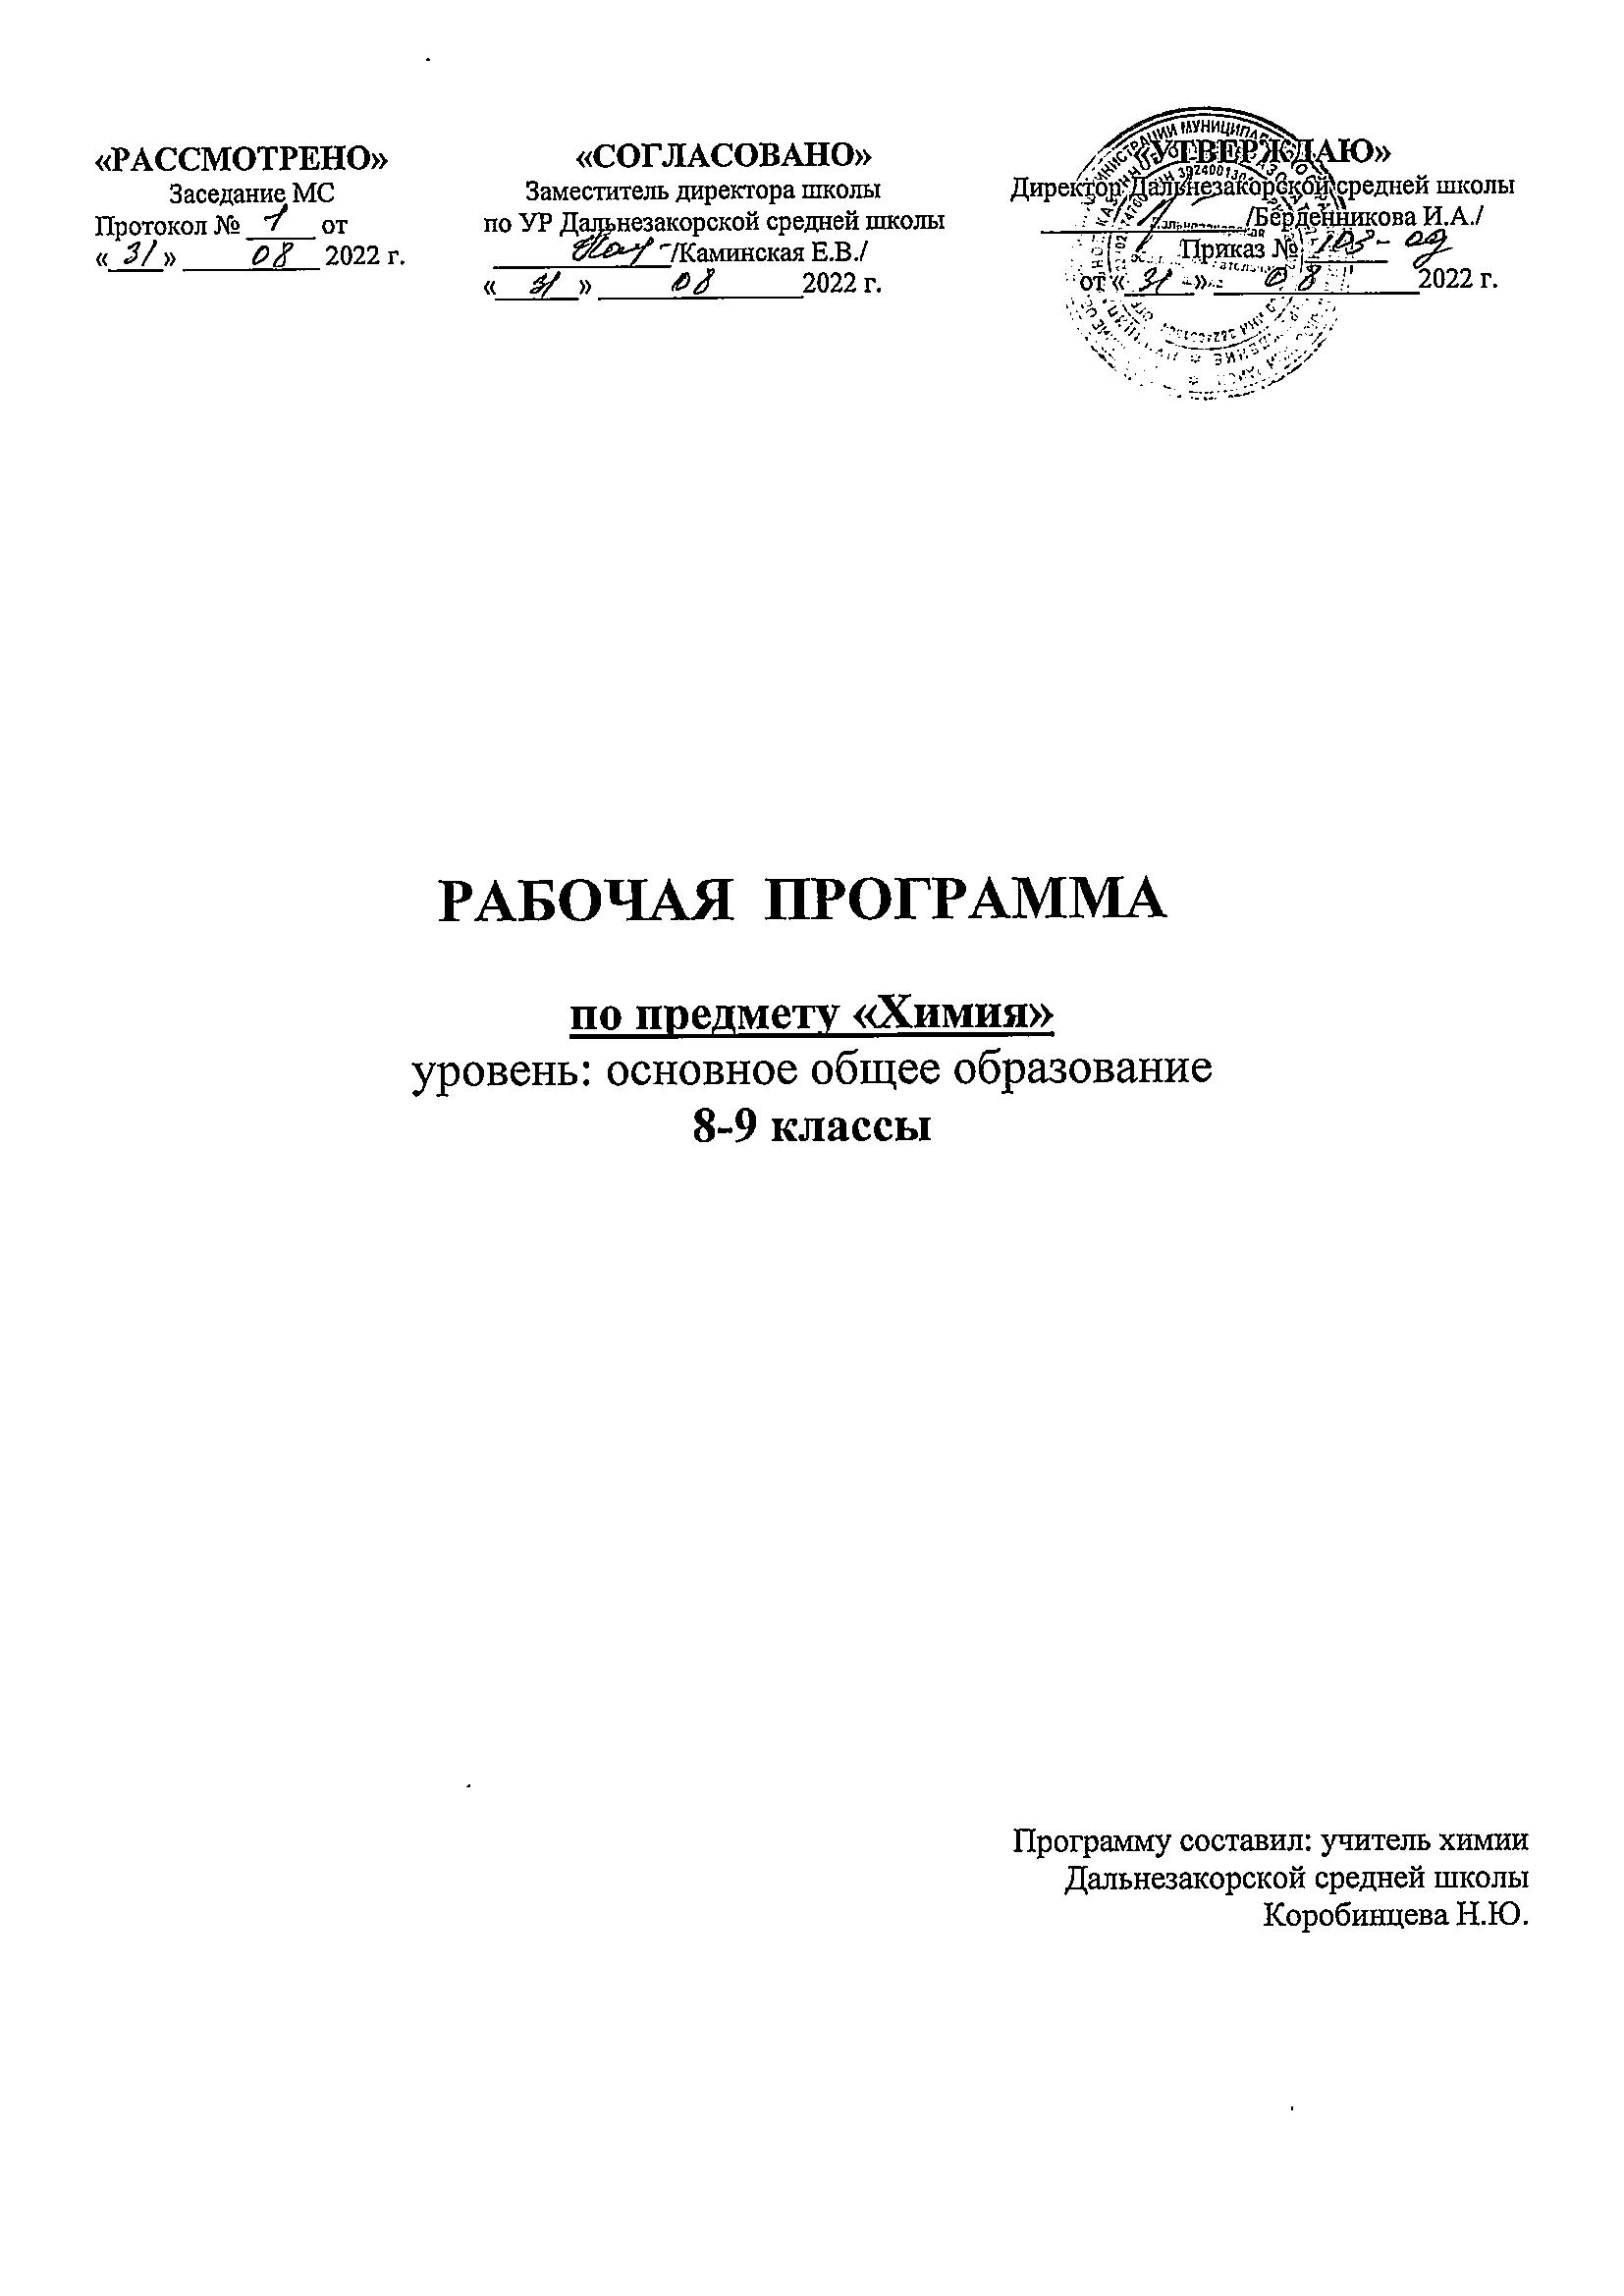 «РАССМОТРЕНО»
Заседание МС
Протокол № 1 от
«31» 08 2022 г.
«СОГЛАСОВАНО»
Заместитель директора школы
по УР Дальнезакорской средней школы
/Каминская Е.В./
«31» 08 2022 г.
«УТВЕРЖДАЮ»
Директор Дальнезакорской средней школы
/Берденникова И.А./
Приказ № 103-од
от «31» 08 2022 г.
РАБОЧАЯ ПРОГРАММА
по предмету «Химия»
уровень: основное общее образование
8-9 классы
Программу составил: учитель химии
Дальнезакорской средней школы
Коробинцева Н.Ю.